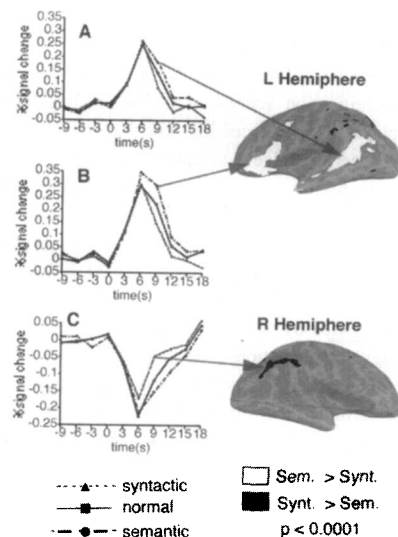 A
%signal change
0.35
0.3
0.25
0.20
0.15
0.1
0.05
0
-0.05
-9 -6 -3 0 3 6 9 12 15 18
time(s)
L Hemiphere
B
%signal change
0.35
0.3
0.25
0.20
0.15
0.1
0.05
0
-0.05
-9 -6 -3 0 3 6 9 12 15 18
time(s)
C
%signal change
0.05
0
-0.05
-0.1
-0.15
-0.2
-0.25
-9 -6 -3 0 3 6 9 12 15 18
time(s)
R Hemiphere
syntactic
normal
semantic
Sem. > Synt.
Synt. > Sem.
p < 0.0001